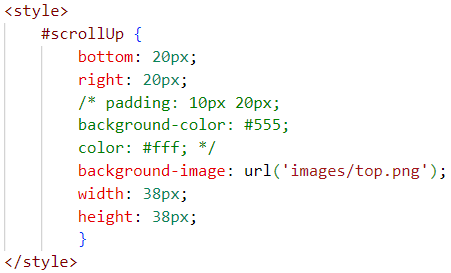 <style>
#scrollUp {
bottom: 20px;
right: 20px;
/* padding: 10px 20px;
background-color: #555;
color: #fff; */
background-image: url('images/top.png');
width: 38px;
height: 38px;
}
</style>